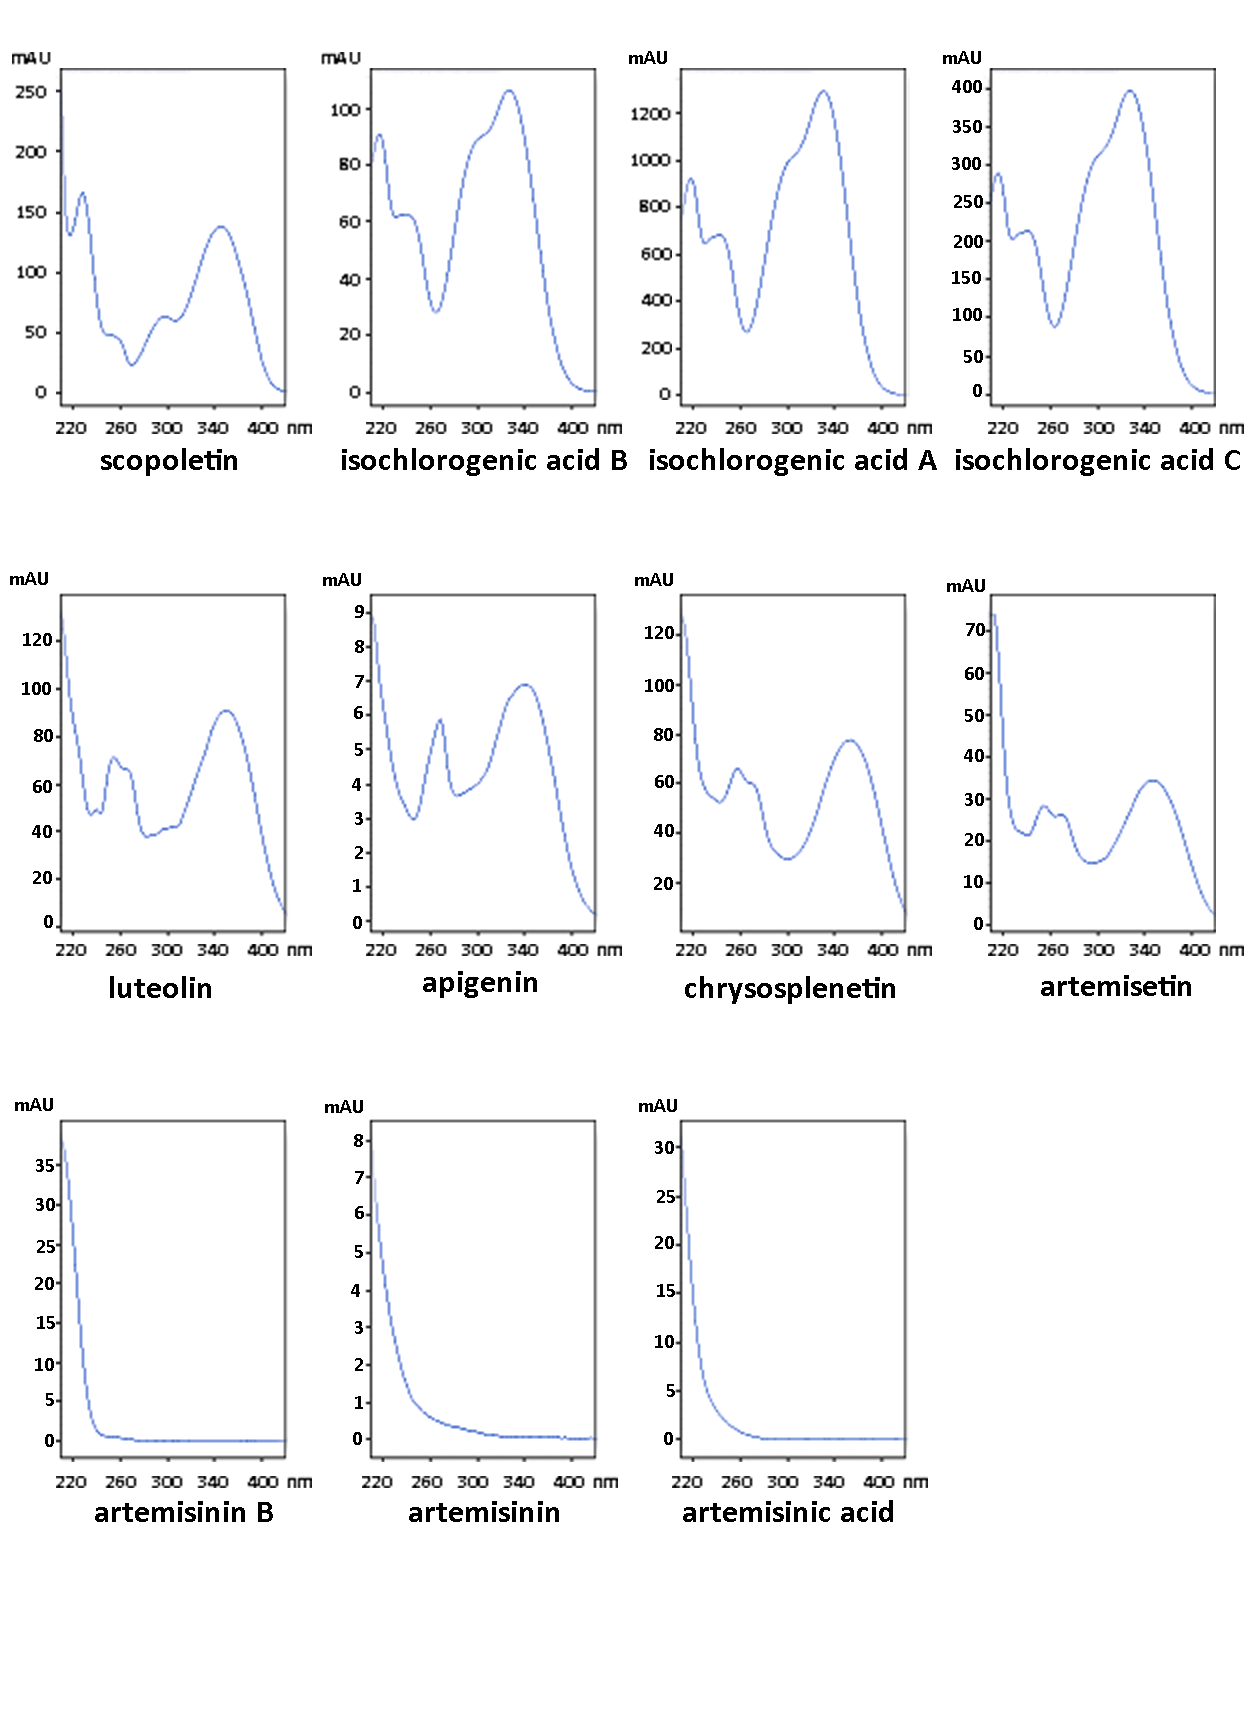 mAU mAU mAU mAU
250
200
150
100
50
0
220 260 300 340 400 nm
scopoletin
100
80
60
40
20
0
220 260 300 340 400 nm
isochlorogenic acid B
1200
1000
800
600
400
200
0
220 260 300 340 400 nm
isochlorogenic acid A
400
350
300
250
200
150
100
50
0
220 260 300 340 400 nm
isochlorogenic acid C
mAU
120
100
80
60
40
20
0
220 260 300 340 400 nm
luteolin
mAU
9
8
7
6
5
4
3
2
1
0
220 260 300 340 400 nm
apigenin
mAU
120
100
80
60
40
20
220 260 300 340 400 nm
chrysosplenetin
mAU
70
60
50
40
30
20
10
0
220 260 300 340 400 nm
artemisetin
mAU
35
30
25
20
15
10
5
0
220 260 300 340 400 nm
artemisinin B
mAU
8
7
6
5
4
3
2
1
0
220 260 300 340 400 nm
artemisinin
mAU
30
25
20
15
10
5
0
220 260 300 340 400 nm
artemisinic acid